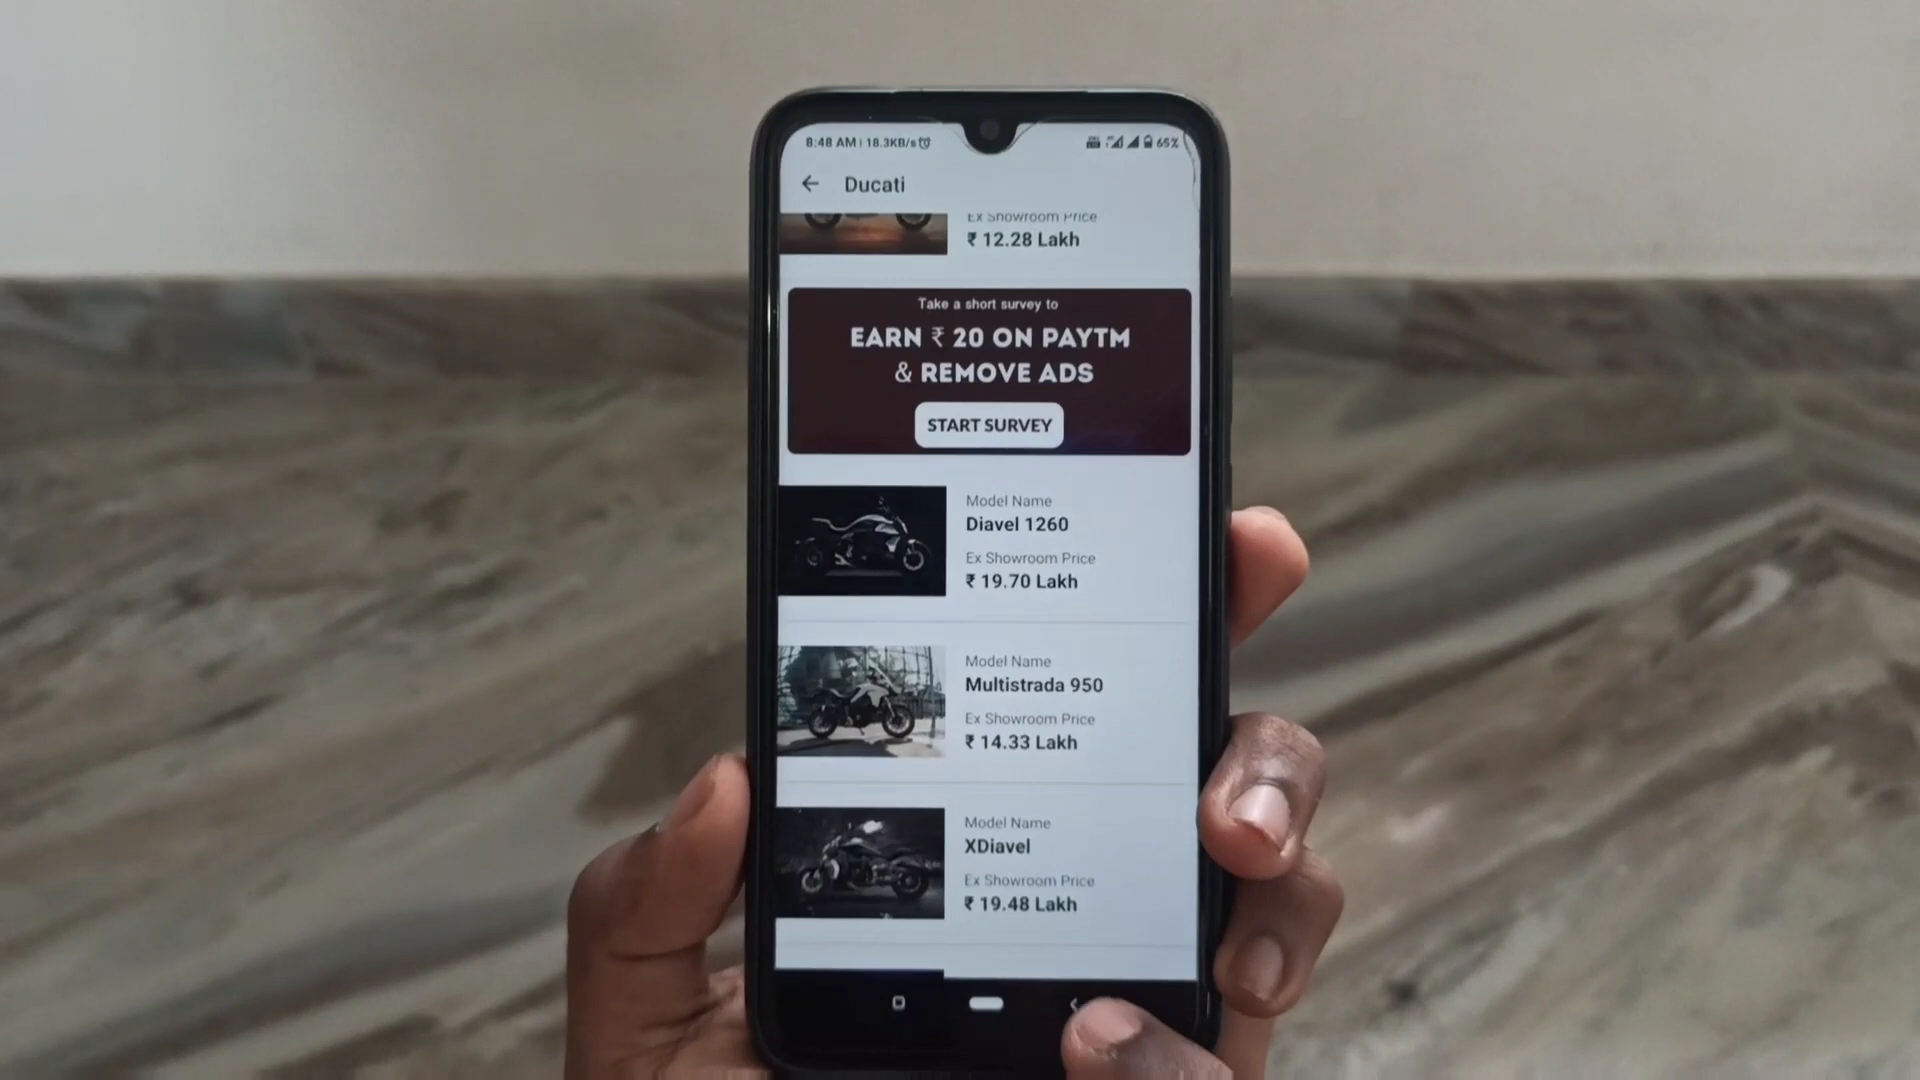 8:48 AM | 18.3KB/s
65%
Ducati
Ex Showroom Price
₹ 12.28 Lakh
Take a short survey to
EARN ₹ 20 ON PAYTM
& REMOVE ADS
START SURVEY
Model Name
Diavel 1260
Ex Showroom Price
₹ 19.70 Lakh
Model Name
Multistrada 950
Ex Showroom Price
₹ 14.33 Lakh
Model Name
XDiavel
Ex Showroom Price
₹ 19.48 Lakh